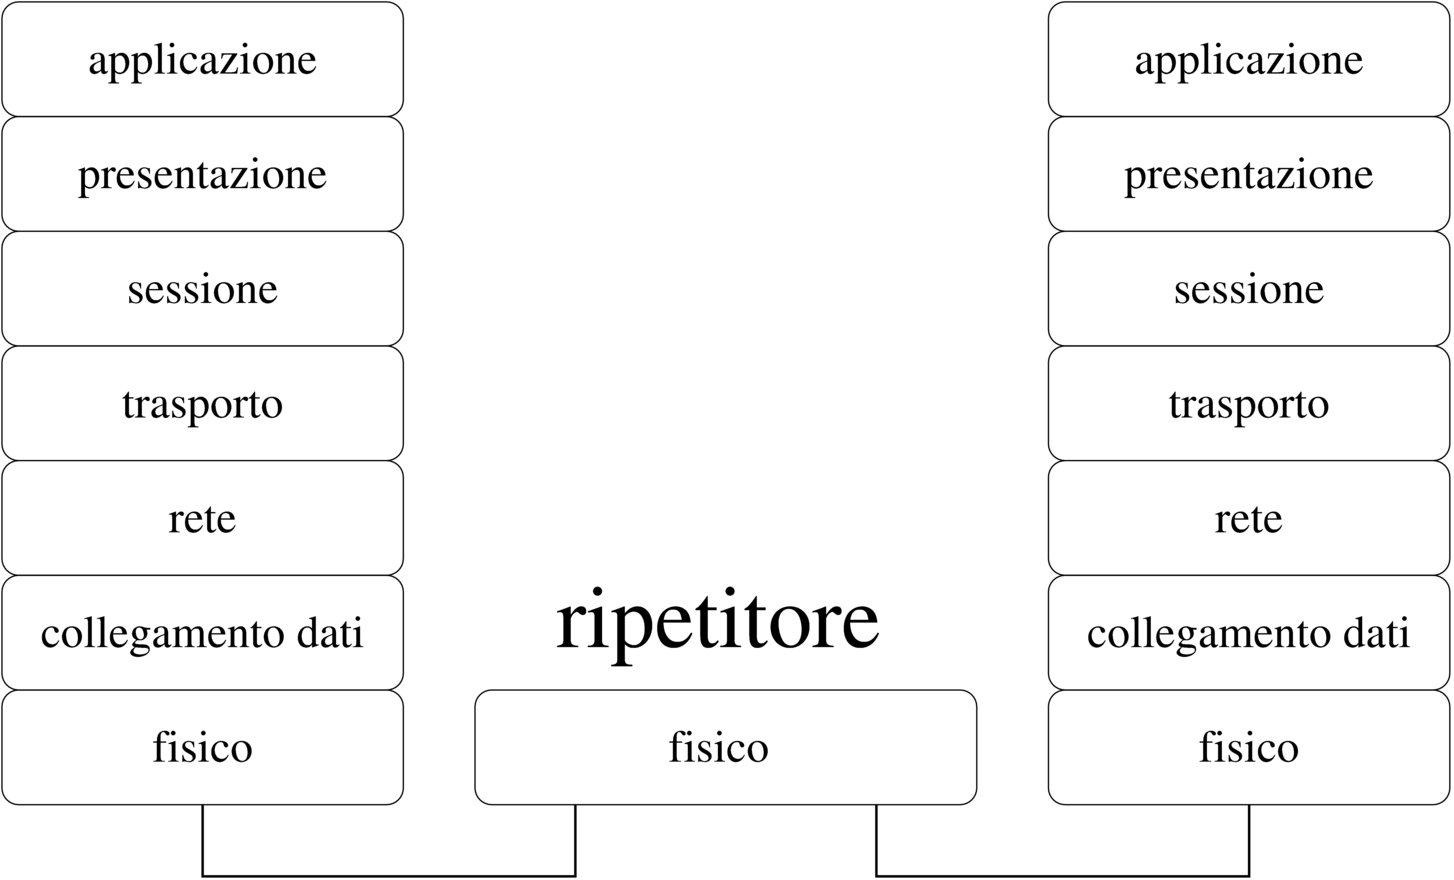 applicazione
presentazione
sessione
trasporto
rete
collegamento dati
fisico
ripetitore
fisico
applicazione
presentazione
sessione
trasporto
rete
collegamento dati
fisico